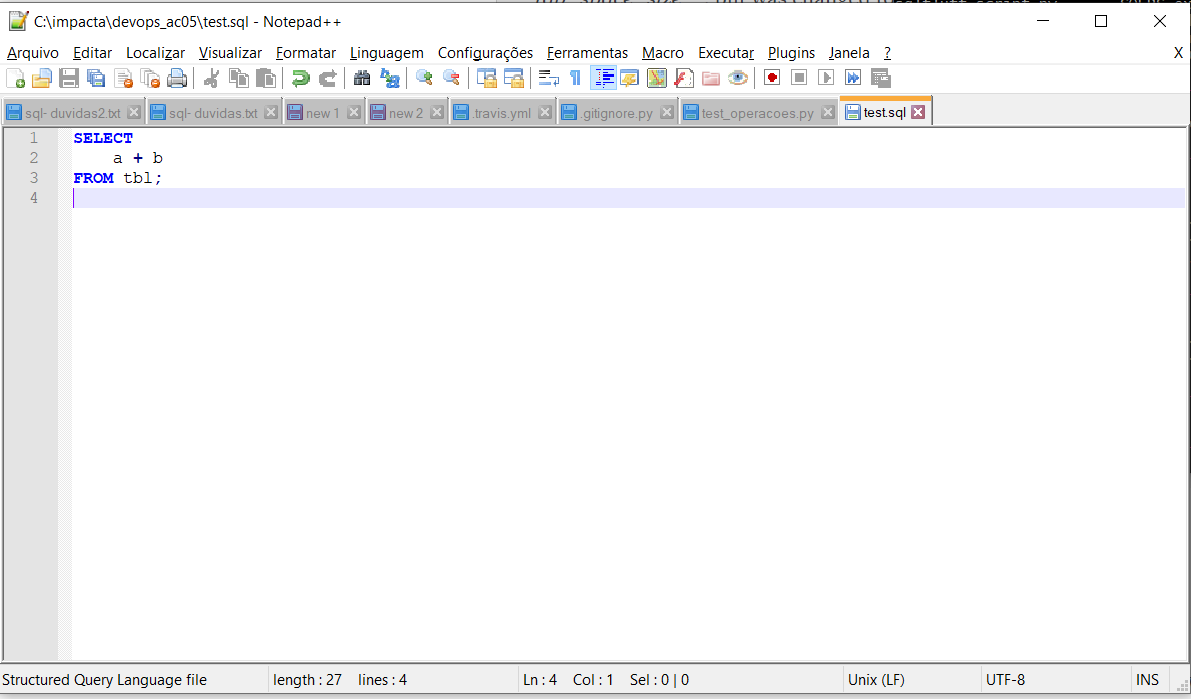 C:\impacta\devops_ac05\test.sql - Notepad++
Arquivo Editar Localizar Visualizar Formatar Linguagem Configurações Ferramentas Macro Executar Plugins Janela ? X
sql- duvidas2.txt sql- duvidas.txt new 1 new 2 .travis.yml .gitignore.py test_operacoes.py test.sql
1 SELECT
2 a + b
3 FROM tbl;
4
Structured Query Language file length : 27 lines : 4 Ln : 4 Col : 1 Sel : 0 | 0 Unix (LF) UTF-8 INS